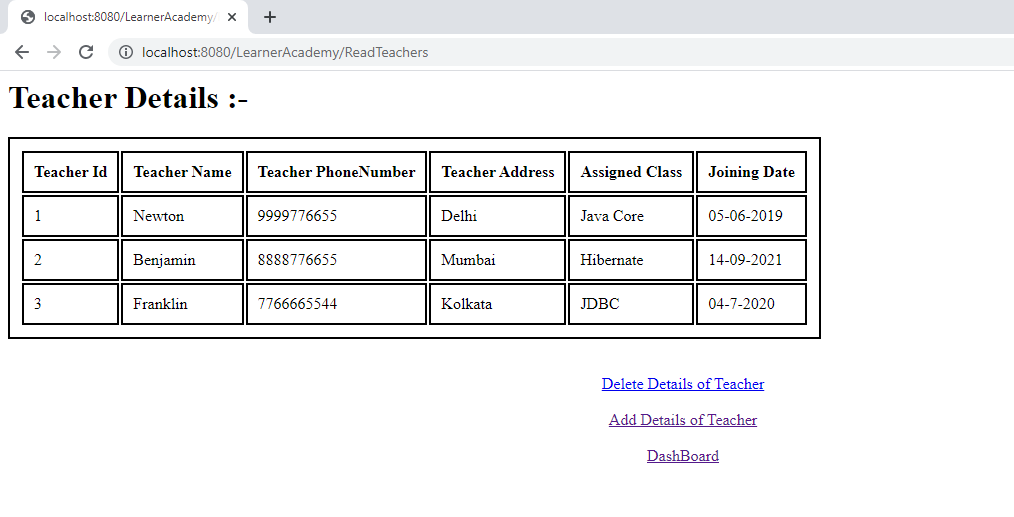 localhost:8080/LearnerAcademy/
localhost:8080/LearnerAcademy/ReadTeachers
Teacher Details :-
Teacher Id Teacher Name Teacher PhoneNumber Teacher Address Assigned Class Joining Date
1 Newton 9999776655 Delhi Java Core 05-06-2019
2 Benjamin 8888776655 Mumbai Hibernate 14-09-2021
3 Franklin 7766665544 Kolkata JDBC 04-7-2020
Delete Details of Teacher
Add Details of Teacher
DashBoard